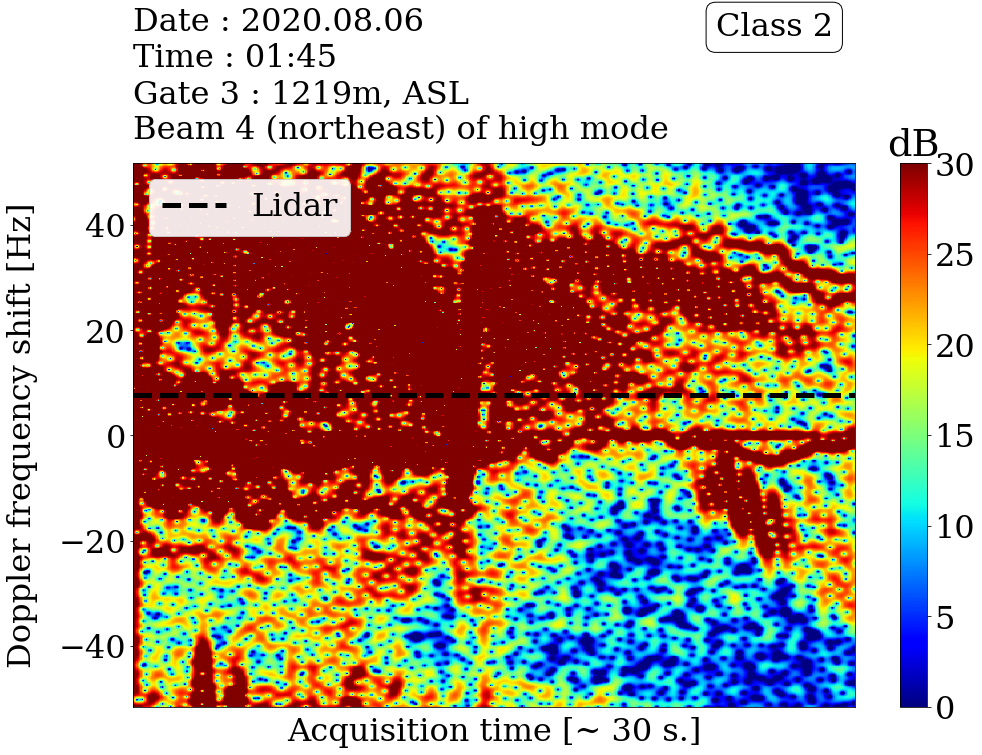 Date : 2020.08.06
Time : 01:45
Gate 3 : 1219m, ASL
Beam 4 (northeast) of high mode
Class 2
dB
Lidar
Doppler frequency shift [Hz]
40
20
0
−20
−40
Acquisition time [~ 30 s.]
30
25
20
15
10
5
0